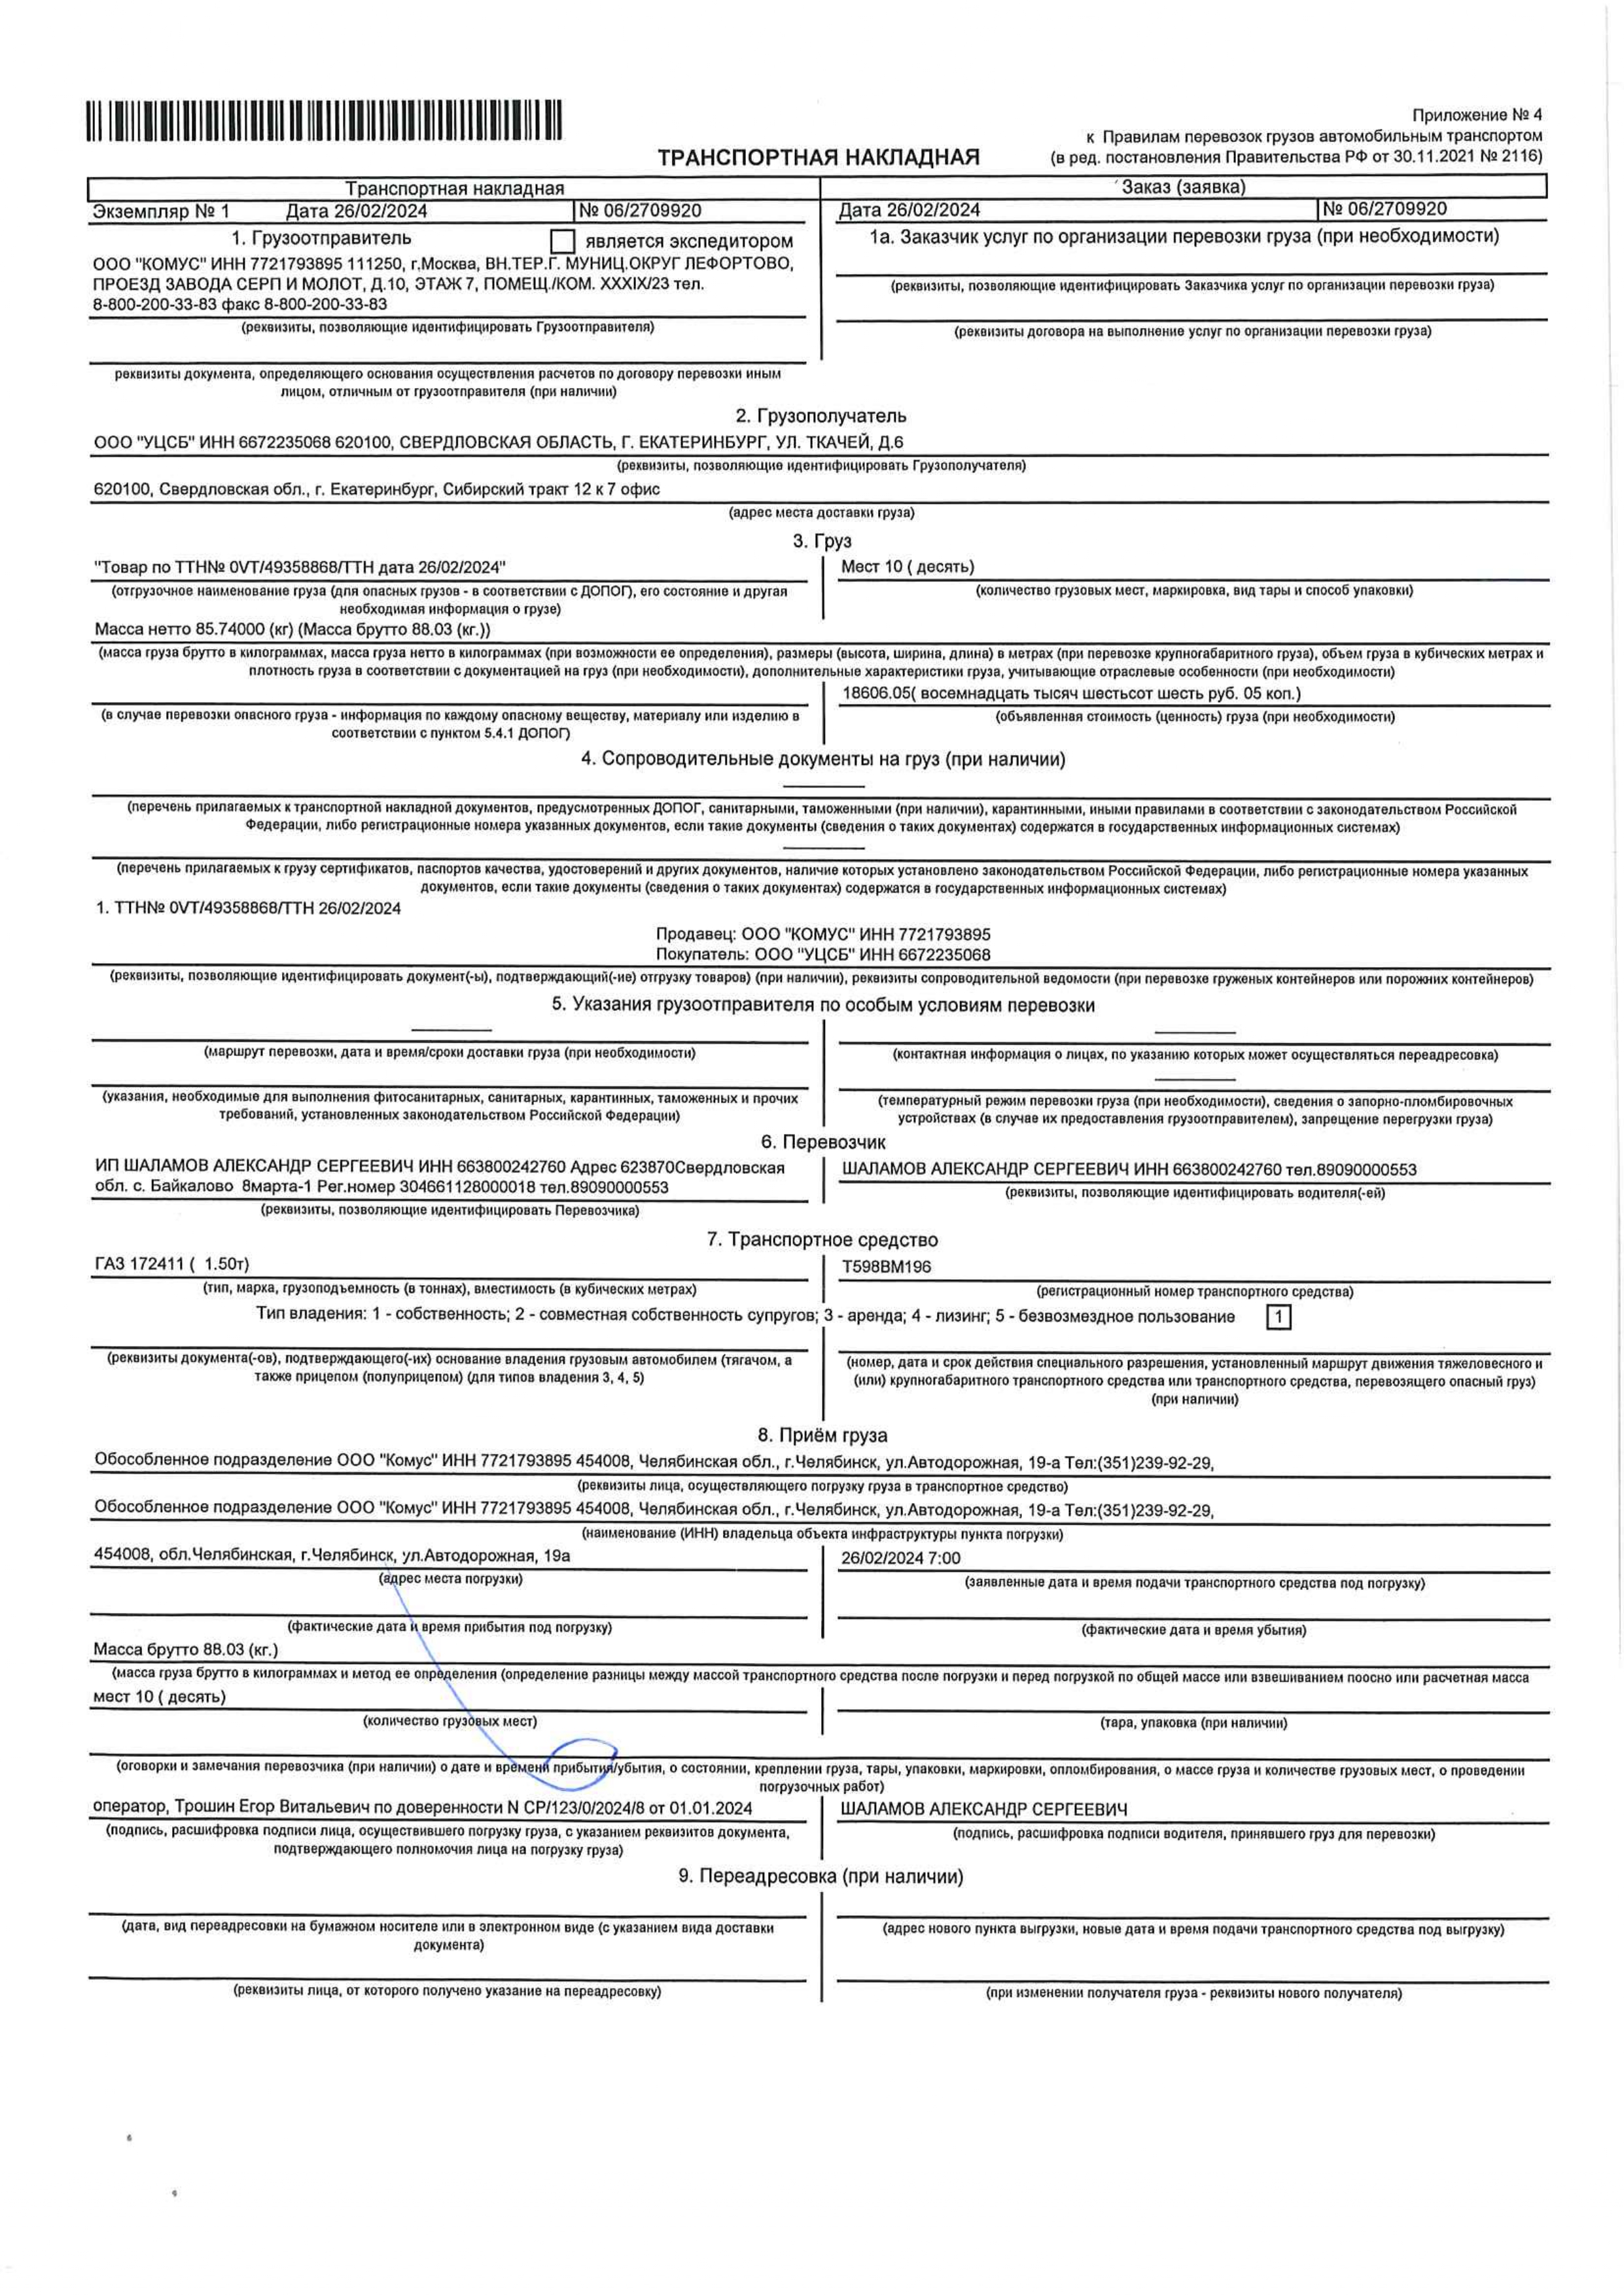 Приложение № 4
к Правилам перевозок грузов автомобильным транспортом
ТРАНСПОРТНАЯ НАКЛАДНАЯ
(в ред. постановления Правительства РФ от 30.11.2021 № 2116)
Транспортная накладная
Заказ (заявка)
Экземпляр № 1 Дата 26/02/2024 № 06/2709920
Дата 26/02/2024 № 06/2709920
1. Грузоотправитель является экспедитором
ООО "КОМУС" ИНН 7721793895 111250, г.Москва, ВН.ТЕР.Г. МУНИЦ.ОКРУГ ЛЕФОРТОВО,
ПРОЕЗД ЗАВОДА СЕРП И МОЛОТ, Д.10, ЭТАЖ 7, ПОМЕЩ./КОМ. XXXIX/23 тел.
8-800-200-33-83 факс 8-800-200-33-83
(реквизиты, позволяющие идентифицировать Грузоотправителя)
реквизиты документа, определяющего основания осуществления расчетов по договору перевозки иным
лицом, отличным от грузоотправителя (при наличии)
1а. Заказчик услуг по организации перевозки груза (при необходимости)
(реквизиты, позволяющие идентифицировать Заказчика услуг по организации перевозки груза)
(реквизиты договора на выполнение услуг по организации перевозки груза)
2. Грузополучатель
ООО "УЦСБ" ИНН 6672235068 620100, СВЕРДЛОВСКАЯ ОБЛАСТЬ, Г. ЕКАТЕРИНБУРГ, УЛ. ТКАЧЕЙ, Д.6
(реквизиты, позволяющие идентифицировать Грузополучателя)
620100, Свердловская обл., г. Екатеринбург, Сибирский тракт 12 к 7 офис
(адрес места доставки груза)
3. Груз
"Товар по ТТН№ 0VT/49358868/ТТН дата 26/02/2024"
(отгрузочное наименование груза (для опасных грузов - в соответствии с ДОПОГ), его состояние и другая
необходимая информация о грузе)
Мест 10 ( десять)
(количество грузовых мест, маркировка, вид тары и способ упаковки)
Масса нетто 85.74000 (кг) (Масса брутто 88.03 (кг.))
(масса груза брутто в килограммах, масса груза нетто в килограммах (при возможности ее определения), размеры (высота, ширина, длина) в метрах (при перевозке крупногабаритного груза), объем груза в кубических метрах и
плотность груза в соответствии с документацией на груз (при необходимости), дополнительные характеристики груза, учитывающие отраслевые особенности (при необходимости)
(в случае перевозки опасного груза - информация по каждому опасному веществу, материалу или изделию в
соответствии с пунктом 5.4.1 ДОПОГ)
18606.05( восемнадцать тысяч шестьсот шесть руб. 05 коп.)
(объявленная стоимость (ценность) груза (при необходимости)
4. Сопроводительные документы на груз (при наличии)
(перечень прилагаемых к транспортной накладной документов, предусмотренных ДОПОГ, санитарными, таможенными (при наличии), карантинными, иными правилами в соответствии с законодательством Российской
Федерации, либо регистрационные номера указанных документов, если такие документы (сведения о таких документах) содержатся в государственных информационных системах)
(перечень прилагаемых к грузу сертификатов, паспортов качества, удостоверений и других документов, наличие которых установлено законодательством Российской Федерации, либо регистрационные номера указанных
документов, если такие документы (сведения о таких документах) содержатся в государственных информационных системах)
1. ТТН№ 0VT/49358868/ТТН 26/02/2024
Продавец: ООО "КОМУС" ИНН 7721793895
Покупатель: ООО "УЦСБ" ИНН 6672235068
(реквизиты, позволяющие идентифицировать документ(-ы), подтверждающий(-ие) отгрузку товаров) (при наличии), реквизиты сопроводительной ведомости (при перевозке груженых контейнеров или порожних контейнеров)
5. Указания грузоотправителя по особым условиям перевозки
(маршрут перевозки, дата и время/сроки доставки груза (при необходимости)
(контактная информация о лицах, по указанию которых может осуществляться переадресовка)
(указания, необходимые для выполнения фитосанитарных, санитарных, карантинных, таможенных и прочих
требований, установленных законодательством Российской Федерации)
(температурный режим перевозки груза (при необходимости), сведения о запорно-пломбировочных
устройствах (в случае их предоставления грузоотправителем), запрещение перегрузки груза)
6. Перевозчик
ИП ШАЛАМОВ АЛЕКСАНДР СЕРГЕЕВИЧ ИНН 663800242760 Адрес 623870Свердловская
обл. с. Байкалово 8марта-1 Рег.номер 304661128000018 тел.89090000553
(реквизиты, позволяющие идентифицировать Перевозчика)
ШАЛАМОВ АЛЕКСАНДР СЕРГЕЕВИЧ ИНН 663800242760 тел.89090000553
(реквизиты, позволяющие идентифицировать водителя(-ей)
7. Транспортное средство
ГАЗ 172411 ( 1.50т)
(тип, марка, грузоподъемность (в тоннах), вместимость (в кубических метрах)
Т598ВМ196
(регистрационный номер транспортного средства)
Тип владения: 1 - собственность; 2 - совместная собственность супругов; 3 - аренда; 4 - лизинг; 5 - безвозмездное пользование 1
(реквизиты документа(-ов), подтверждающего(-их) основание владения грузовым автомобилем (тягачом, а
также прицепом (полуприцепом) (для типов владения 3, 4, 5)
(номер, дата и срок действия специального разрешения, установленный маршрут движения тяжеловесного и
(или) крупногабаритного транспортного средства или транспортного средства, перевозящего опасный груз)
(при наличии)
8. Приём груза
Обособленное подразделение ООО "Комус" ИНН 7721793895 454008, Челябинская обл., г.Челябинск, ул.Автодорожная, 19-а Тел:(351)239-92-29,
(реквизиты лица, осуществляющего погрузку груза в транспортное средство)
Обособленное подразделение ООО "Комус" ИНН 7721793895 454008, Челябинская обл., г.Челябинск, ул.Автодорожная, 19-а Тел:(351)239-92-29,
(наименование (ИНН) владельца объекта инфраструктуры пункта погрузки)
454008, обл.Челябинская, г.Челябинск, ул.Автодорожная, 19а
(адрес места погрузки)
26/02/2024 7:00
(заявленные дата и время подачи транспортного средства под погрузку)
(фактические дата и время прибытия под погрузку)
(фактические дата и время убытия)
Масса брутто 88.03 (кг.)
(масса груза брутто в килограммах и метод ее определения (определение разницы между массой транспортного средства после погрузки и перед погрузкой по общей массе или взвешиванием поосно или расчетная масса
мест 10 ( десять)
(количество грузовых мест)
(тара, упаковка (при наличии)
(оговорки и замечания перевозчика (при наличии) о дате и времени прибытия/убытия, о состоянии, креплении груза, тары, упаковки, маркировки, опломбирования, о массе груза и количестве грузовых мест, о проведении
погрузочных работ)
оператор, Трошин Егор Витальевич по доверенности N СР/123/0/2024/8 от 01.01.2024
(подпись, расшифровка подписи лица, осуществившего погрузку груза, с указанием реквизитов документа,
подтверждающего полномочия лица на погрузку груза)
ШАЛАМОВ АЛЕКСАНДР СЕРГЕЕВИЧ
(подпись, расшифровка подписи водителя, принявшего груз для перевозки)
9. Переадресовка (при наличии)
(дата, вид переадресовки на бумажном носителе или в электронном виде (с указанием вида доставки
документа)
(адрес нового пункта выгрузки, новые дата и время подачи транспортного средства под выгрузку)
(реквизиты лица, от которого получено указание на переадресовку)
(при изменении получателя груза - реквизиты нового получателя)